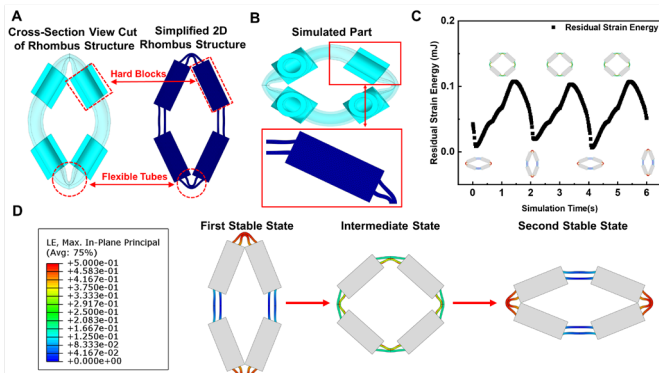 A
Cross-Section View Cut
of Rhombus Structure
Simplified 2D
Rhombus Structure
Hard Blocks
Flexible Tubes
B
Simulated Part
C
Residual Strain Energy
Residual Strain Energy (mJ)
0.2
0.1
0.0
0 1 2 3 4 5 6
Simulation Time(s)
D
LE, Max. In-Plane Principal
(Avg: 75%)
+5.000e-01
+4.583e-01
+4.167e-01
+3.750e-01
+3.333e-01
+2.917e-01
+2.500e-01
+2.083e-01
+1.667e-01
+1.250e-01
+8.333e-02
+4.167e-02
+0.000e+00
First Stable State
Intermediate State
Second Stable State